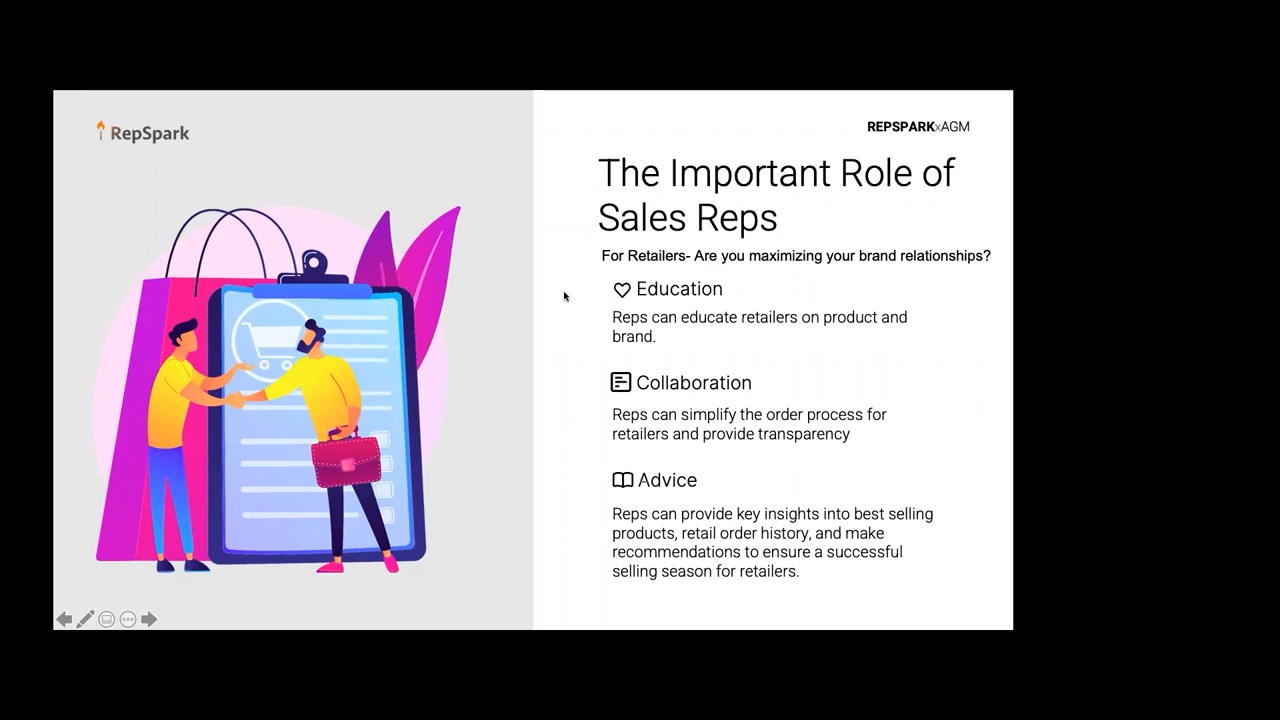 RepSpark
REPSPARKxAGM
The Important Role of
Sales Reps
For Retailers- Are you maximizing your brand relationships?
Education
Reps can educate retailers on product and
brand.
Collaboration
Reps can simplify the order process for
retailers and provide transparency
Advice
Reps can provide key insights into best selling
products, retail order history, and make
recommendations to ensure a successful
selling season for retailers.